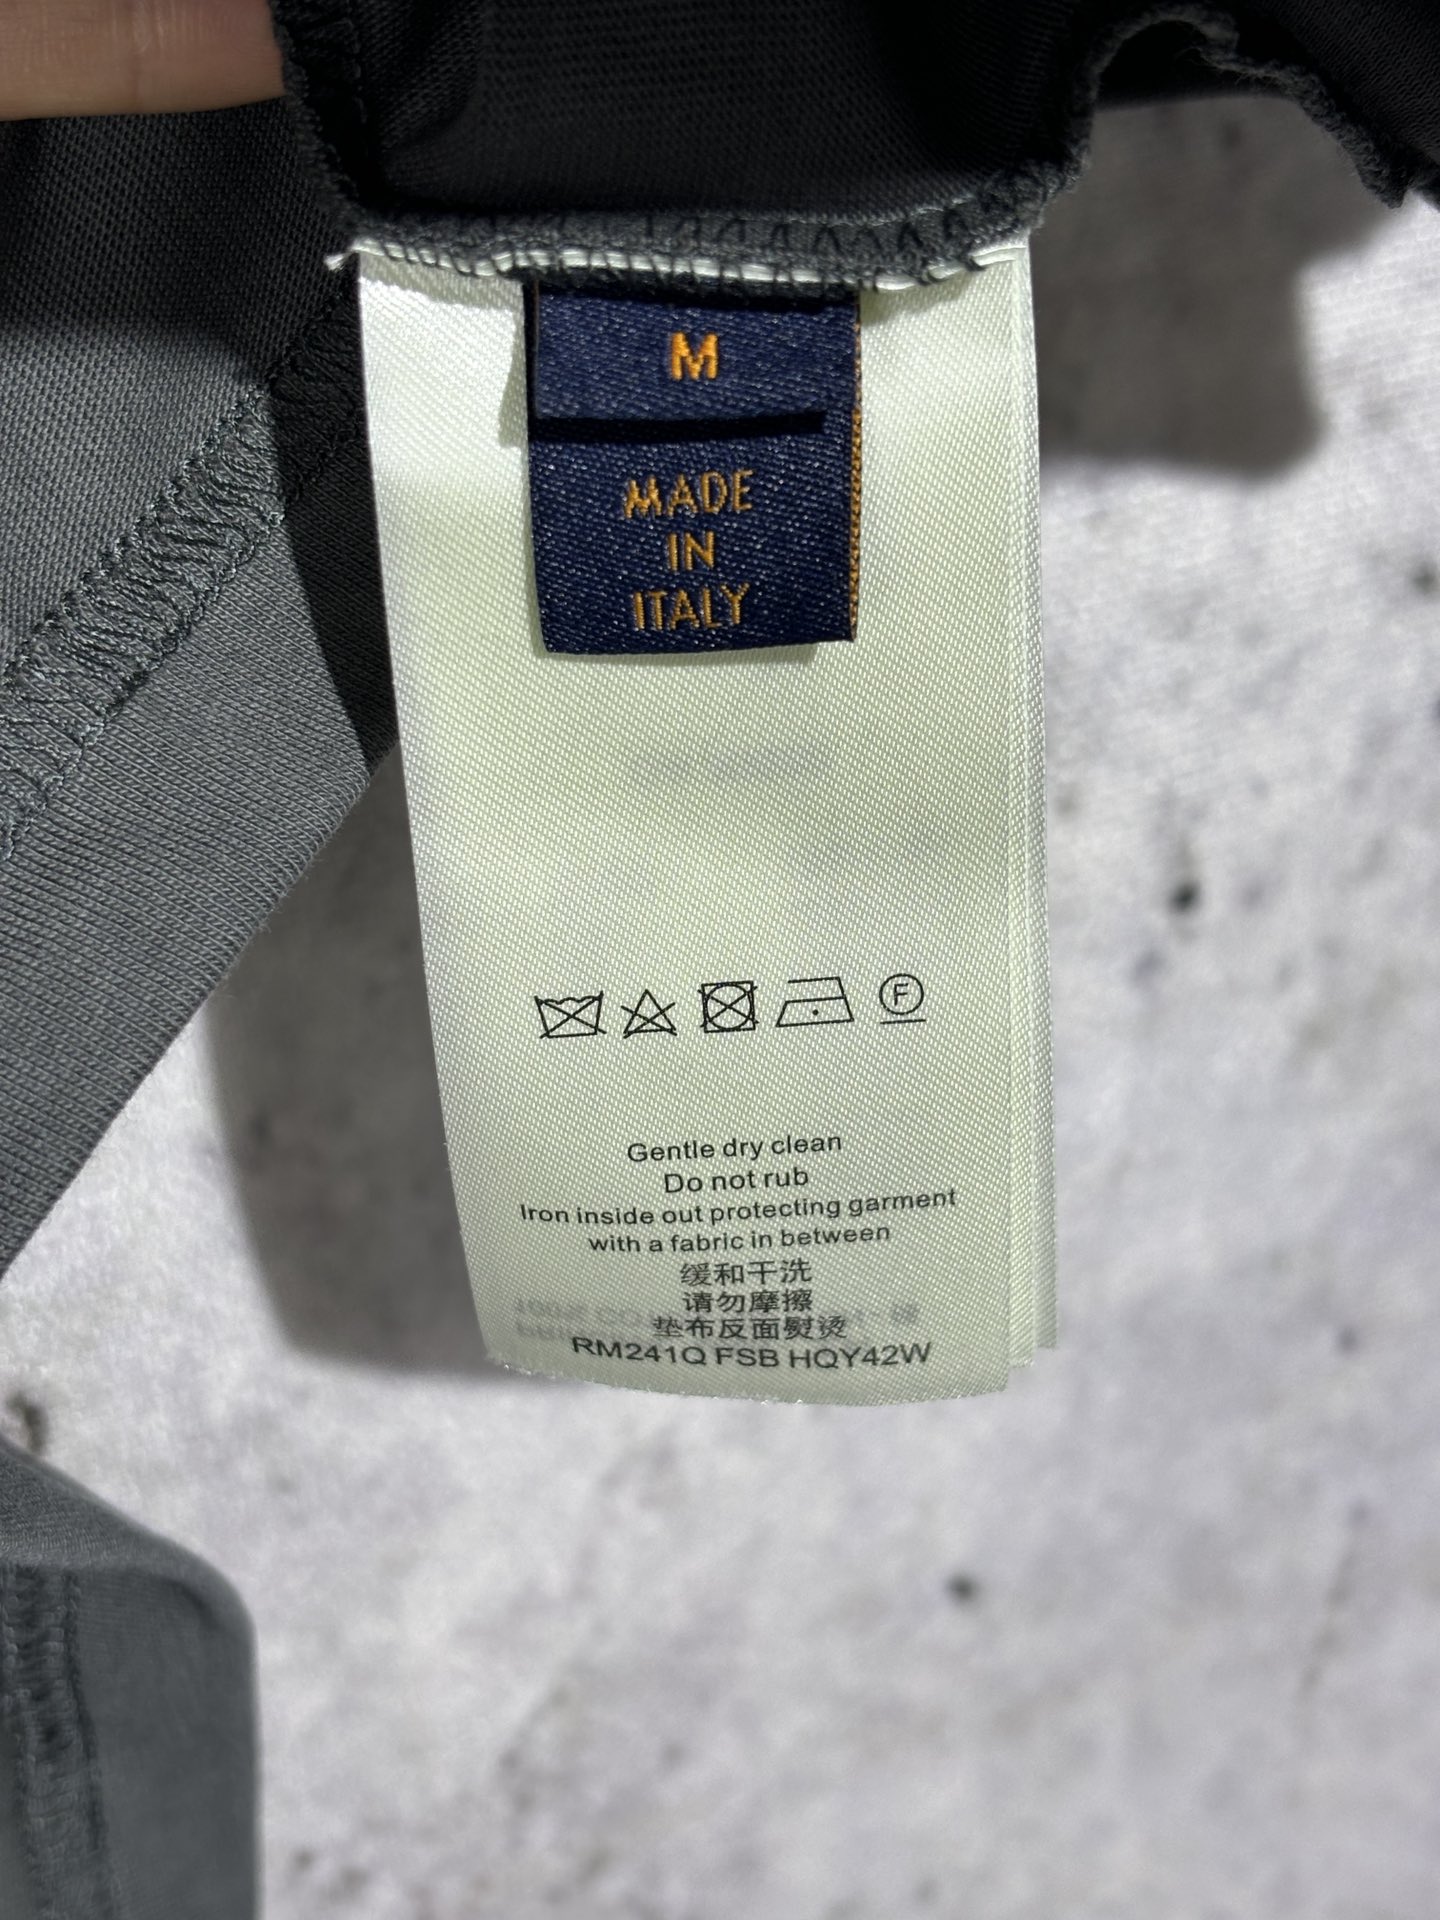 M
MADE
IN
ITALY
F
Gentle dry clean
Do not rub
Iron inside out protecting garment
with a fabric in between
缓和干洗
请勿摩擦
垫布反面熨烫
RM241Q FSB HQY42W